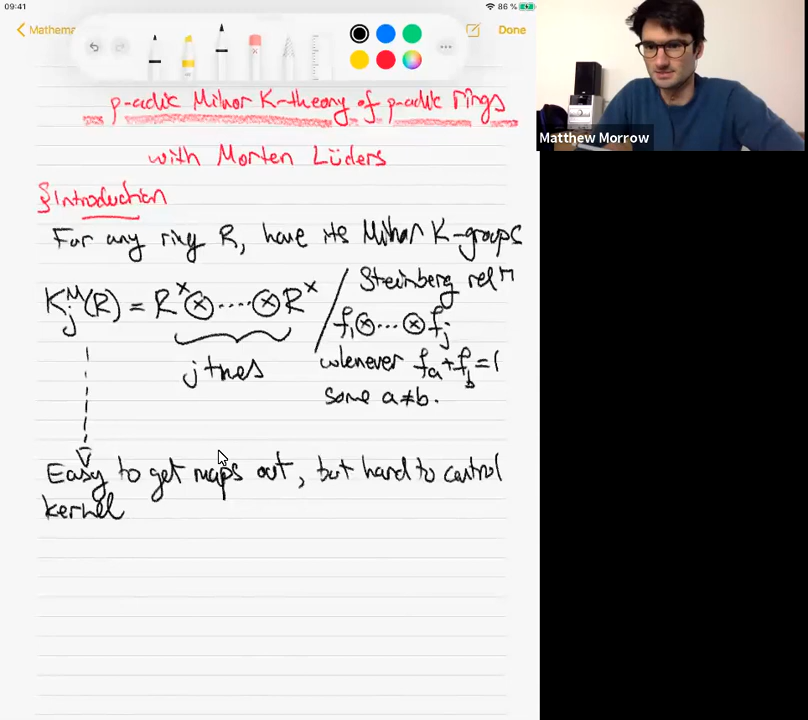 09:41
86 %
Mathema
Done
p-adic Milnor K-theory of p-adic rings
with Morten Lüders
§Introduction
For any ring R, have its Milnor K-groups
K_j^M(R) = R^× ⊗ ···· ⊗ R^× / Steinberg rel^n
f_1 ⊗ ... ⊗ f_j
j times
whenever f_a + f_b = 1
some a ≠ b.
Easy to get maps out, but hard to control
kernel
Matthew Morrow